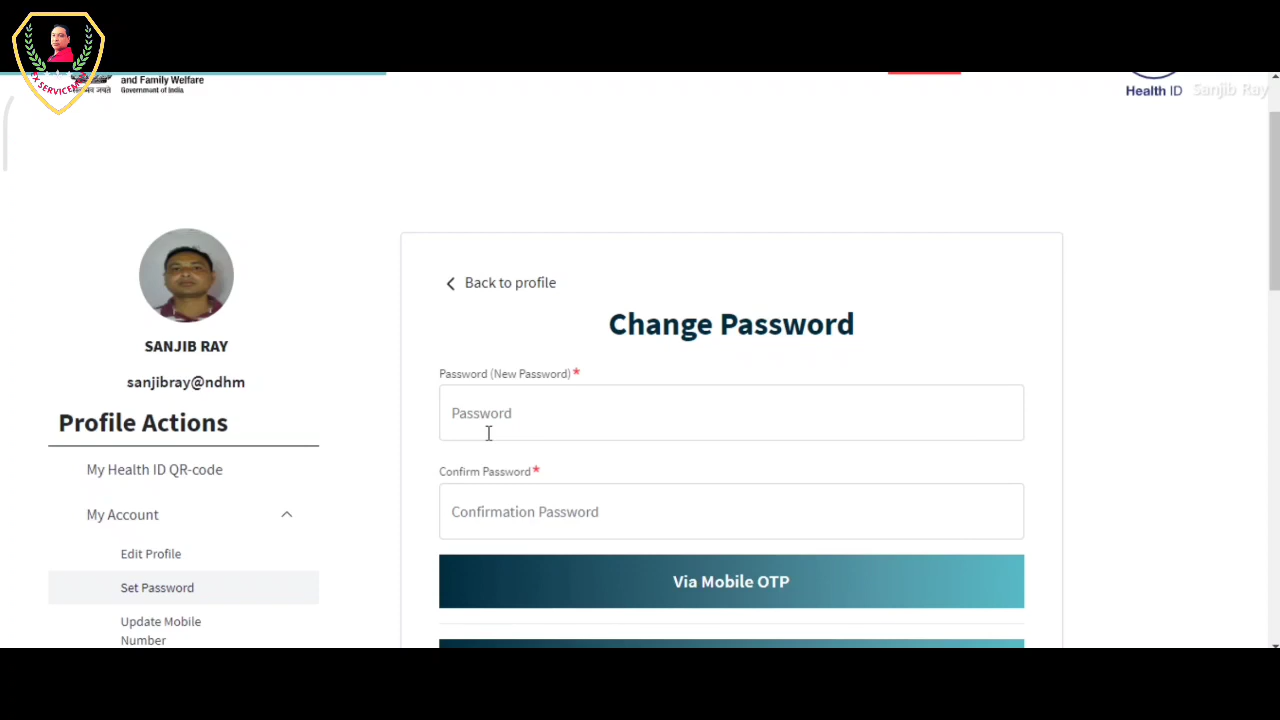 EX SERVICEMEN
and Family Welfare
Government of India
Health ID
Sanjib Ray
SANJIB RAY
sanjibray@ndhm
Profile Actions
My Health ID QR-code
My Account
Edit Profile
Set Password
Update Mobile
Number
Back to profile
Change Password
Password (New Password)*
Password
Confirm Password*
Confirmation Password
Via Mobile OTP